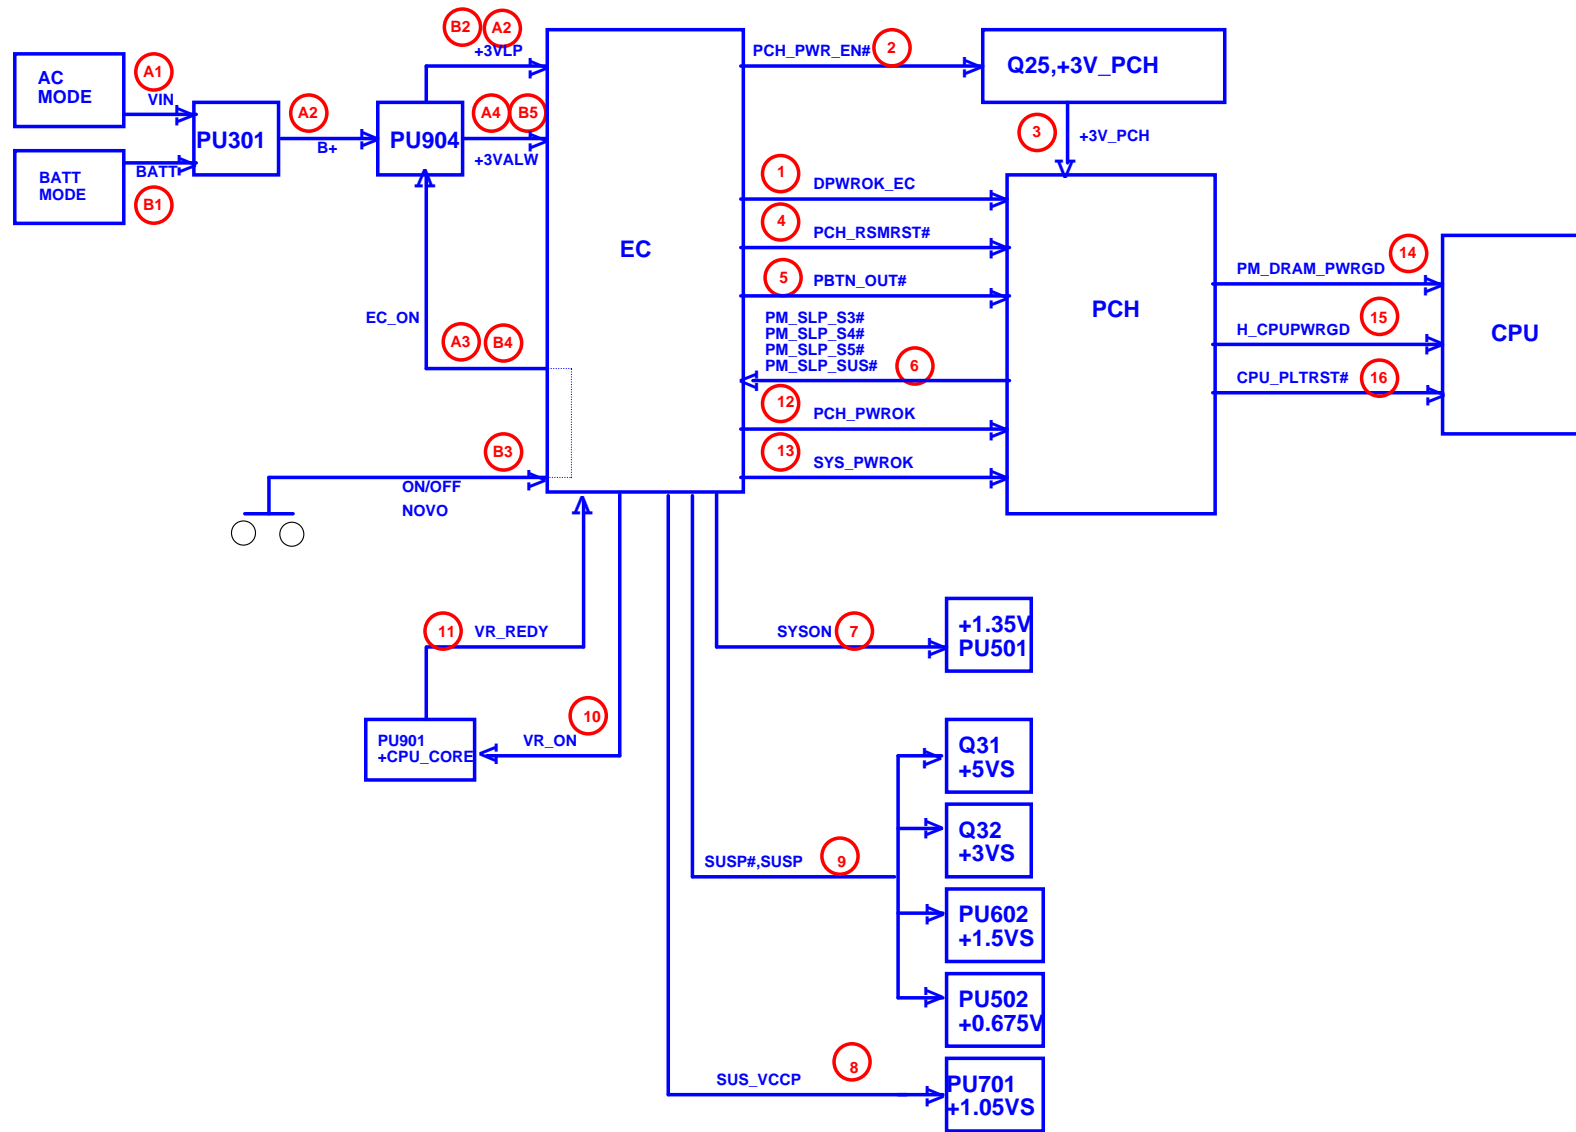 B2
A2
+3VLP
AC
MODE
A1
VIN
BATT
MODE
BATT
B1
PU301
A2
B+
PU904
A4
B5
+3VALW
EC_ON
A3
B4
B3
ON/OFF
NOVO
EC
PCH_PWR_EN#
2
Q25,+3V_PCH
3
+3V_PCH
1
DPWROK_EC
4
PCH_RSMRST#
5
PBTN_OUT#
PM_SLP_S3#
PM_SLP_S4#
PM_SLP_S5#
PM_SLP_SUS#
6
12
PCH_PWROK
13
SYS_PWROK
PCH
PM_DRAM_PWRGD
14
H_CPUPWRGD
15
CPU_PLTRST#
16
CPU
11
VR_REDY
10
VR_ON
PU901
+CPU_CORE
SYSON
7
+1.35V
PU501
Q31
+5VS
Q32
+3VS
SUSP#,SUSP
9
PU602
+1.5VS
PU502
+0.675V
SUS_VCCP
8
PU701
+1.05VS